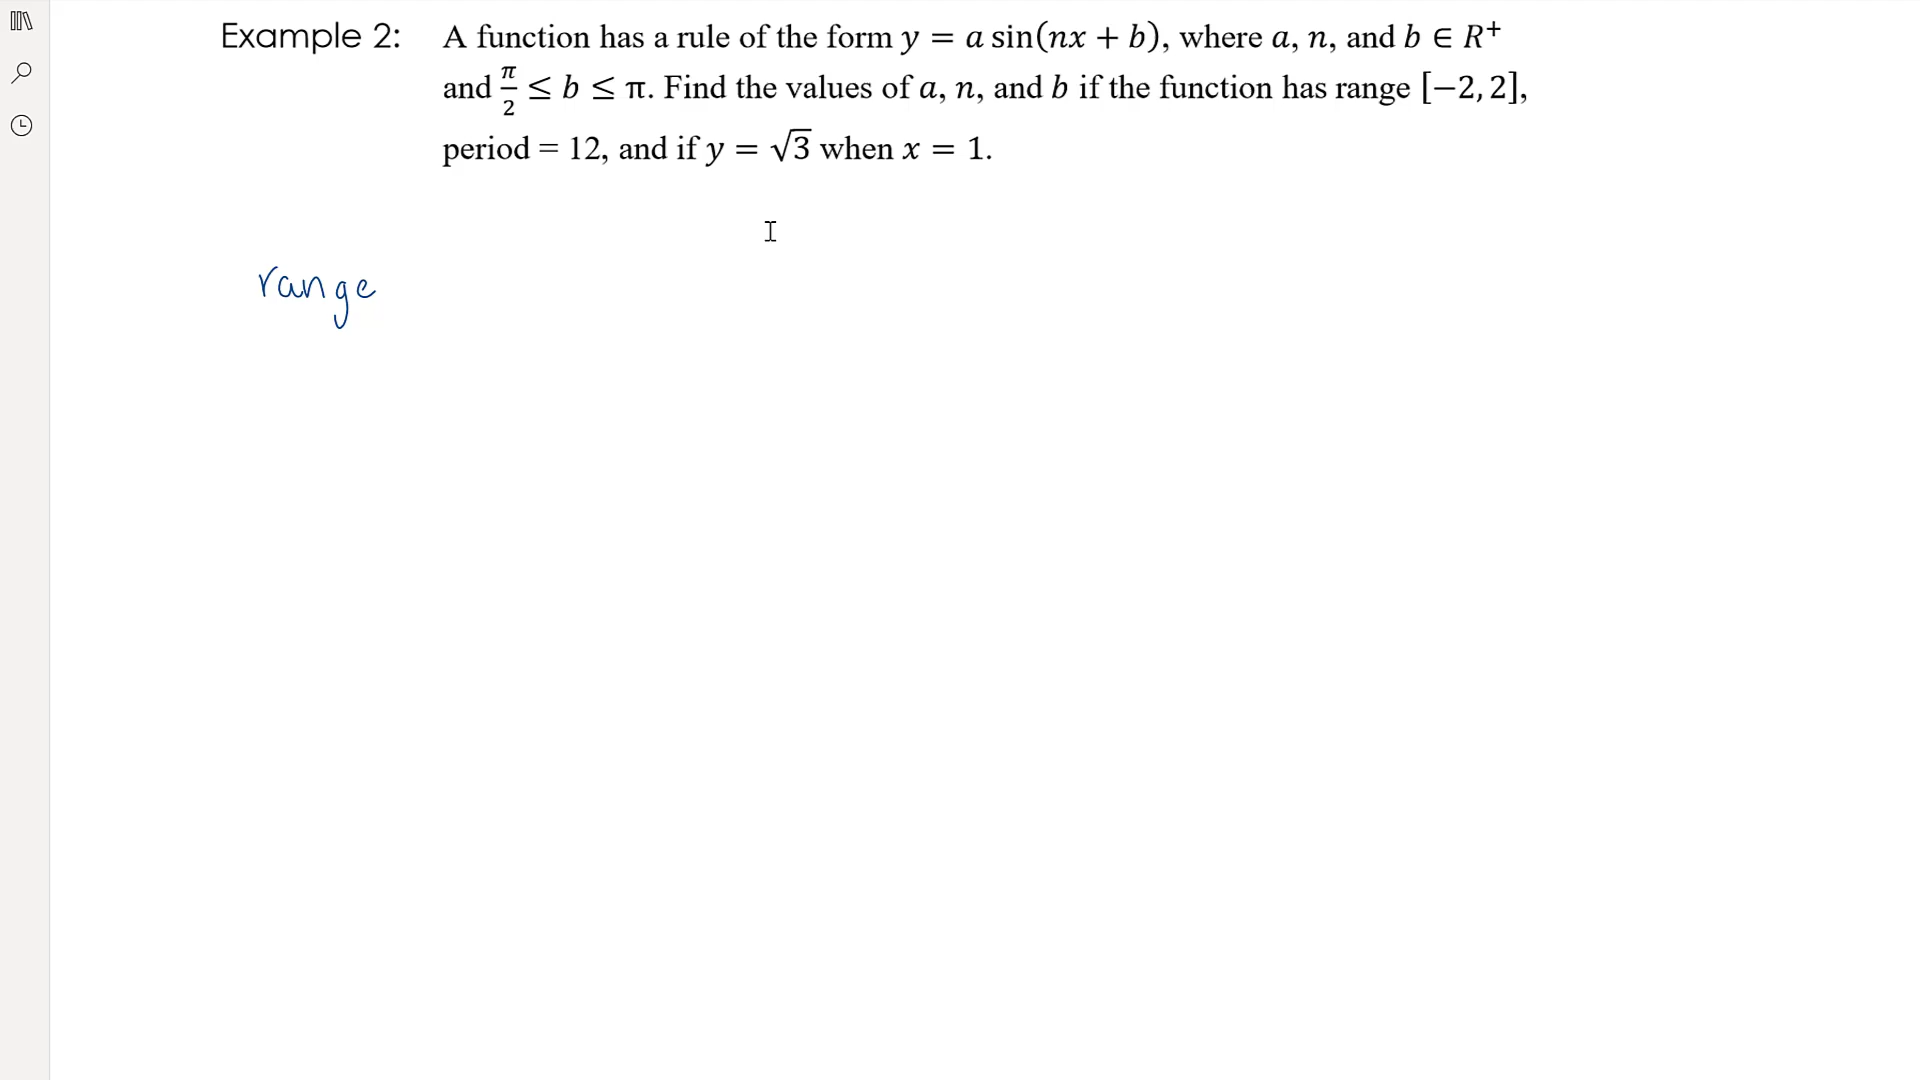 Example 2: A function has a rule of the form y = a sin(nx + b), where a, n, and b ∈ R⁺
and π/2 ≤ b ≤ π. Find the values of a, n, and b if the function has range [−2, 2],
period = 12, and if y = √3 when x = 1.
range